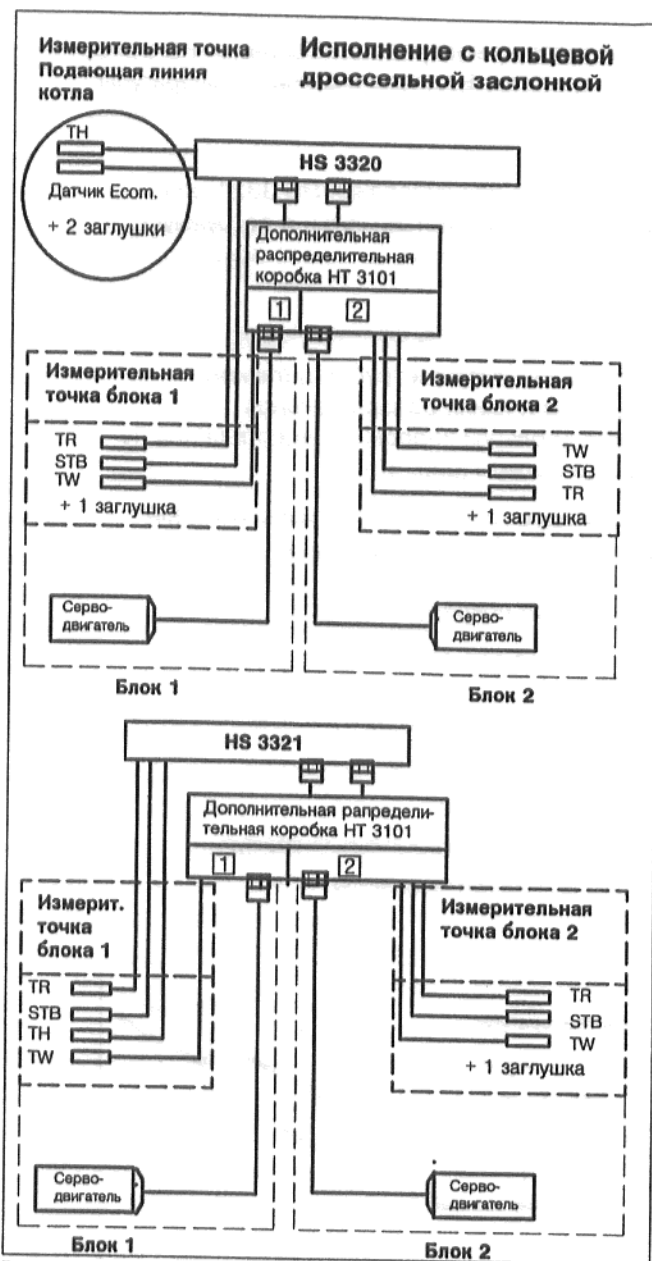 Измерительная точка
Подающая линия
котла
Исполнение с кольцевой
дроссельной заслонкой
TH
Датчик Ecom.
+ 2 заглушки
HS 3320
Дополнительная
распределительная
коробка HT 3101
1
2
Измерительная
точка блока 1
TR
STB
TW
+ 1 заглушка
Измерительная
точка блока 2
TW
STB
TR
+ 1 заглушка
Серво-
двигатель
Серво-
двигатель
Блок 1
Блок 2
HS 3321
Дополнительная рапредели-
тельная коробка HT 3101
1
2
Измерит.
точка
блока 1
TR
STB
TH
TW
Измерительная
точка блока 2
TR
STB
TW
+ 1 заглушка
Серво-
двигатель
Серво-
двигатель
Блок 1
Блок 2